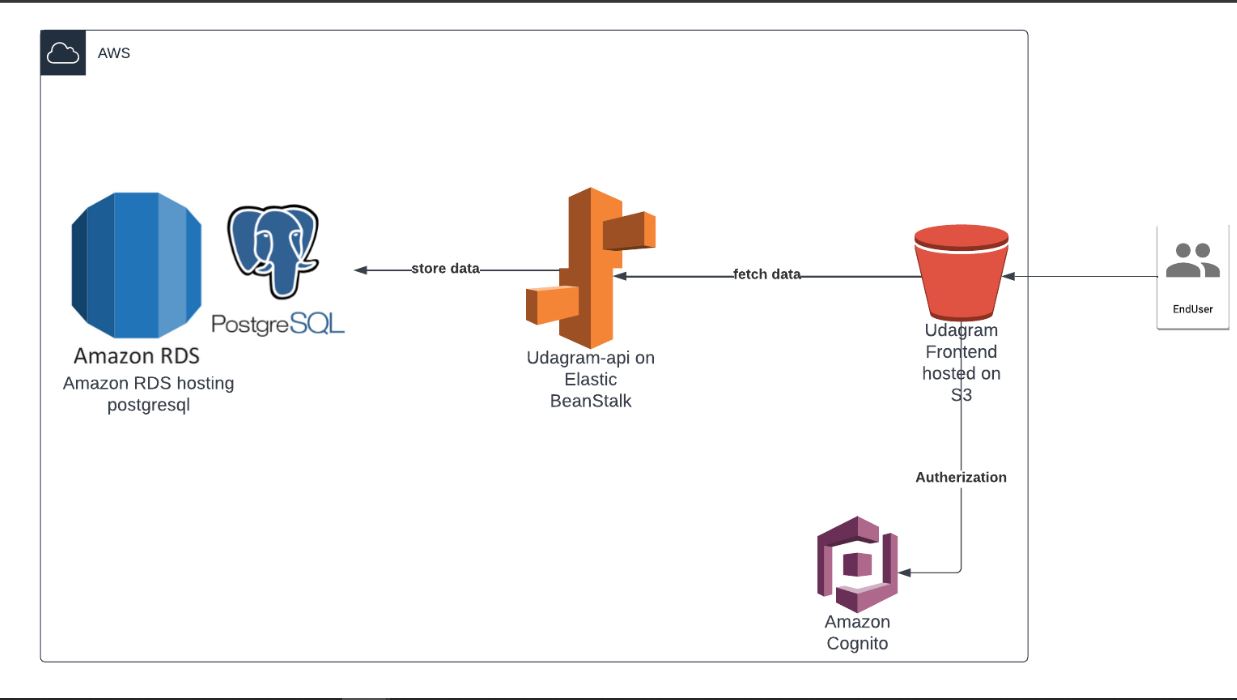 AWS
PostgreSQL
Amazon RDS
Amazon RDS hosting
postgresql
store data
Udagram-api on
Elastic
BeanStalk
fetch data
Udagram
Frontend
hosted on
S3
EndUser
Autherization
Amazon
Cognito